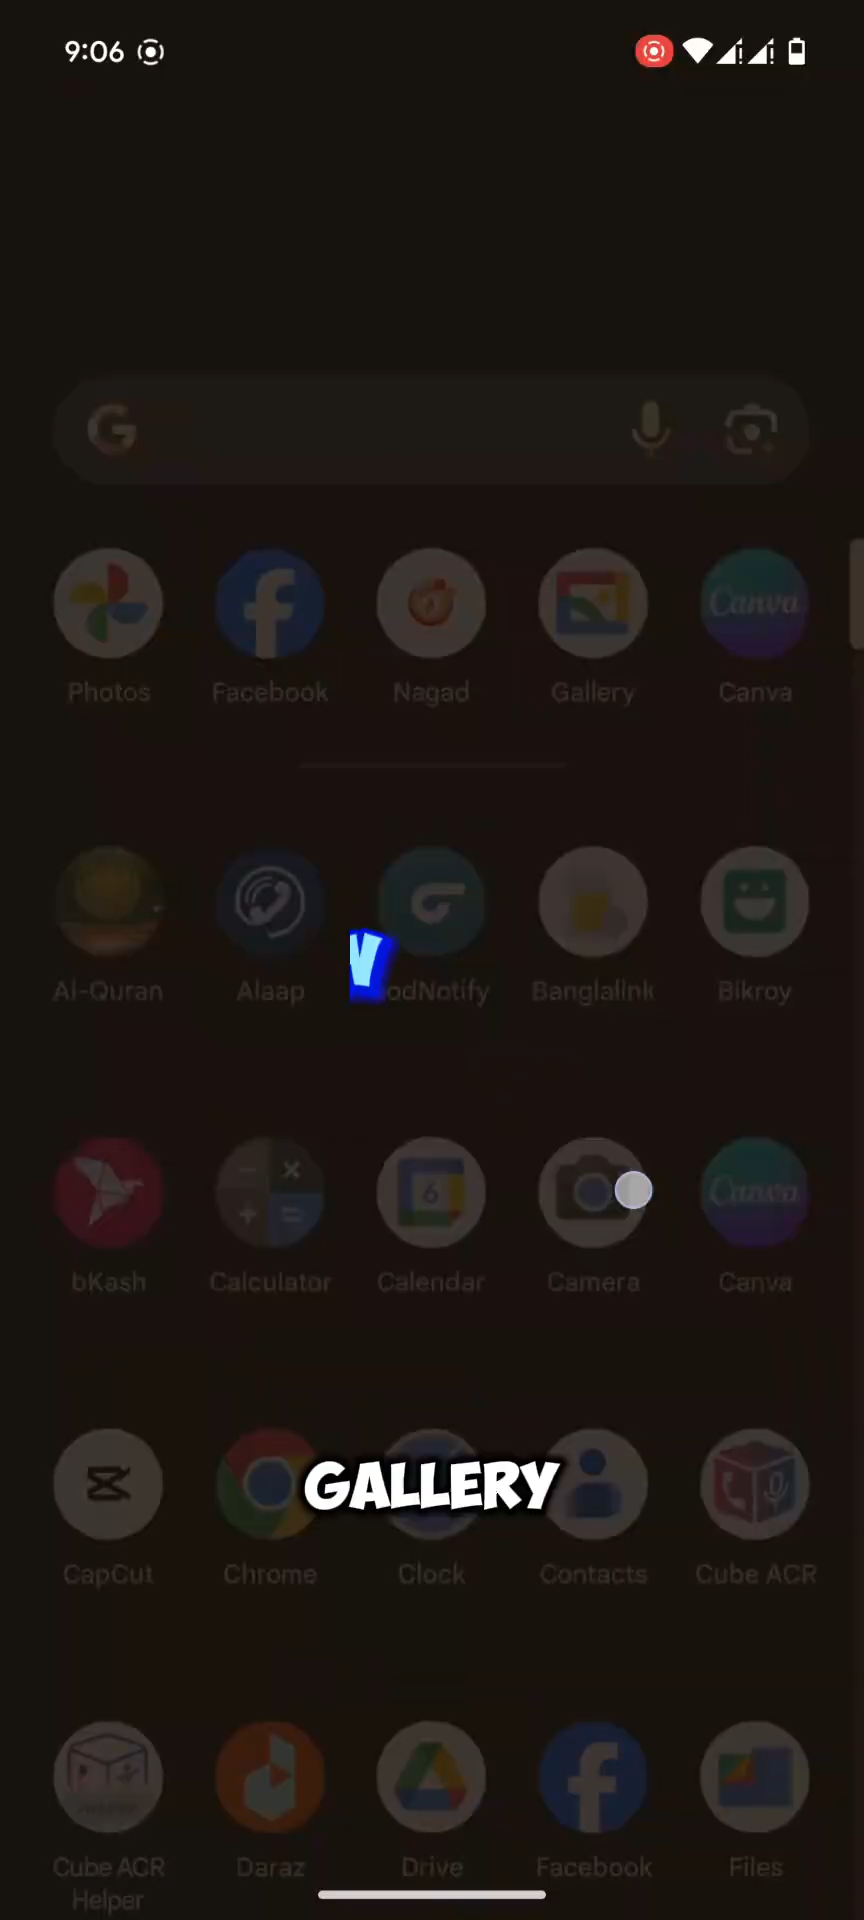 9:06
Photos Facebook Nagad Gallery Canva
Al-Quran Alaap odNotify Banglalink Bikroy
W
6
bKash Calculator Calendar Camera Canva
GALLERY
CapCut Chrome Clock Contacts Cube ACR
Cube ACR Helper Daraz Drive Facebook Files